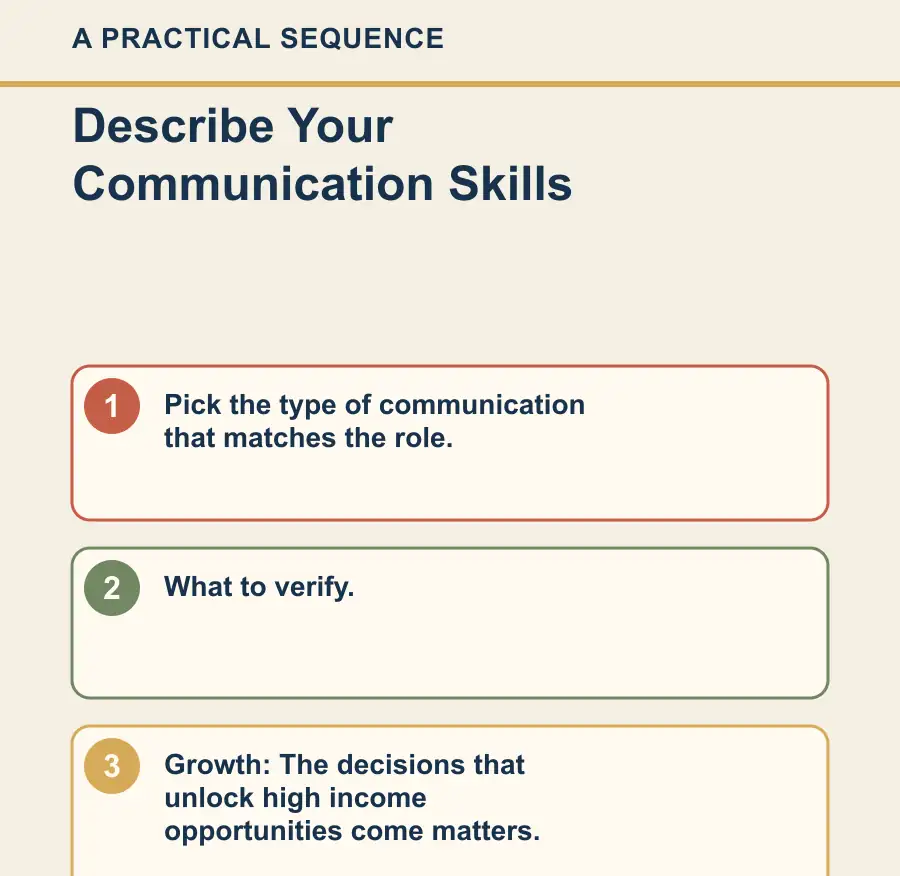 A PRACTICAL SEQUENCE
Describe Your
Communication Skills
1
Pick the type of communication
that matches the role.
2
What to verify.
3
Growth: The decisions that
unlock high income
opportunities come matters.